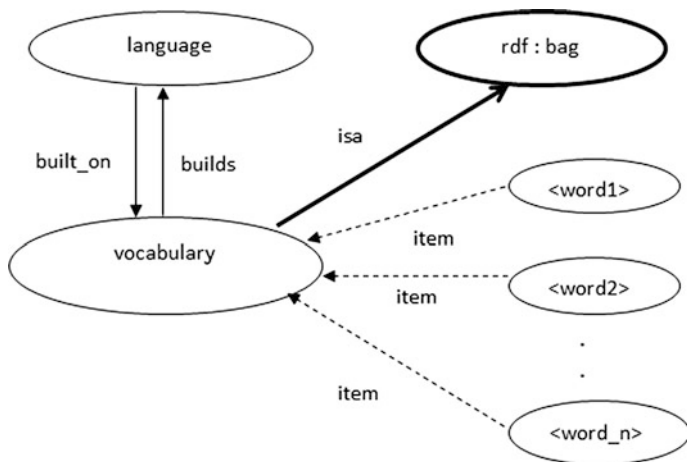 language
rdf : bag
built_on
builds
isa
<word1>
item
vocabulary
<word2>
item
.
.
item
<word_n>